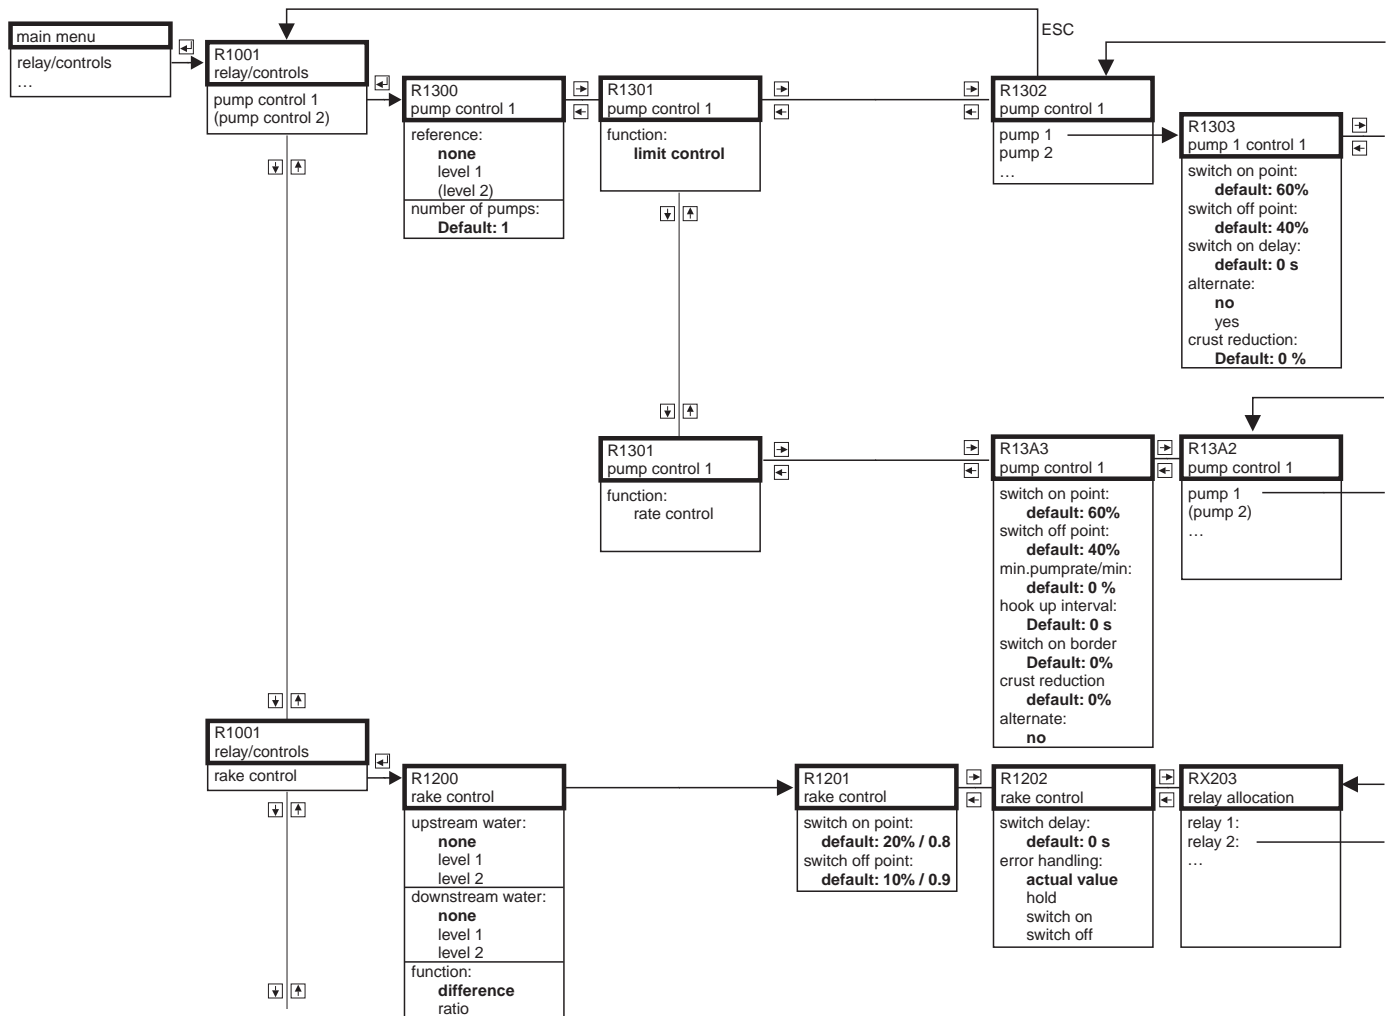 ESC
main menu
relay/controls
…
R1001
relay/controls
pump control 1
(pump control 2)
R1300
pump control 1
reference:
none
level 1
(level 2)
number of pumps:
Default: 1
R1301
pump control 1
function:
limit control
R1302
pump control 1
pump 1
pump 2
…
R1303
pump 1 control 1
switch on point:
default: 60%
switch off point:
default: 40%
switch on delay:
default: 0 s
alternate:
no
yes
crust reduction:
Default: 0 %
R1301
pump control 1
function:
rate control
R13A3
pump control 1
switch on point:
default: 60%
switch off point:
default: 40%
min.pumprate/min:
default: 0 %
hook up interval:
Default: 0 s
switch on border
Default: 0%
crust reduction
default: 0%
alternate:
no
R13A2
pump control 1
pump 1
(pump 2)
…
R1001
relay/controls
rake control
R1200
rake control
upstream water:
none
level 1
level 2
downstream water:
none
level 1
level 2
function:
difference
ratio
R1201
rake control
switch on point:
default: 20% / 0.8
switch off point:
default: 10% / 0.9
R1202
rake control
switch delay:
default: 0 s
error handling:
actual value
hold
switch on
switch off
RX203
relay allocation
relay 1:
relay 2:
…